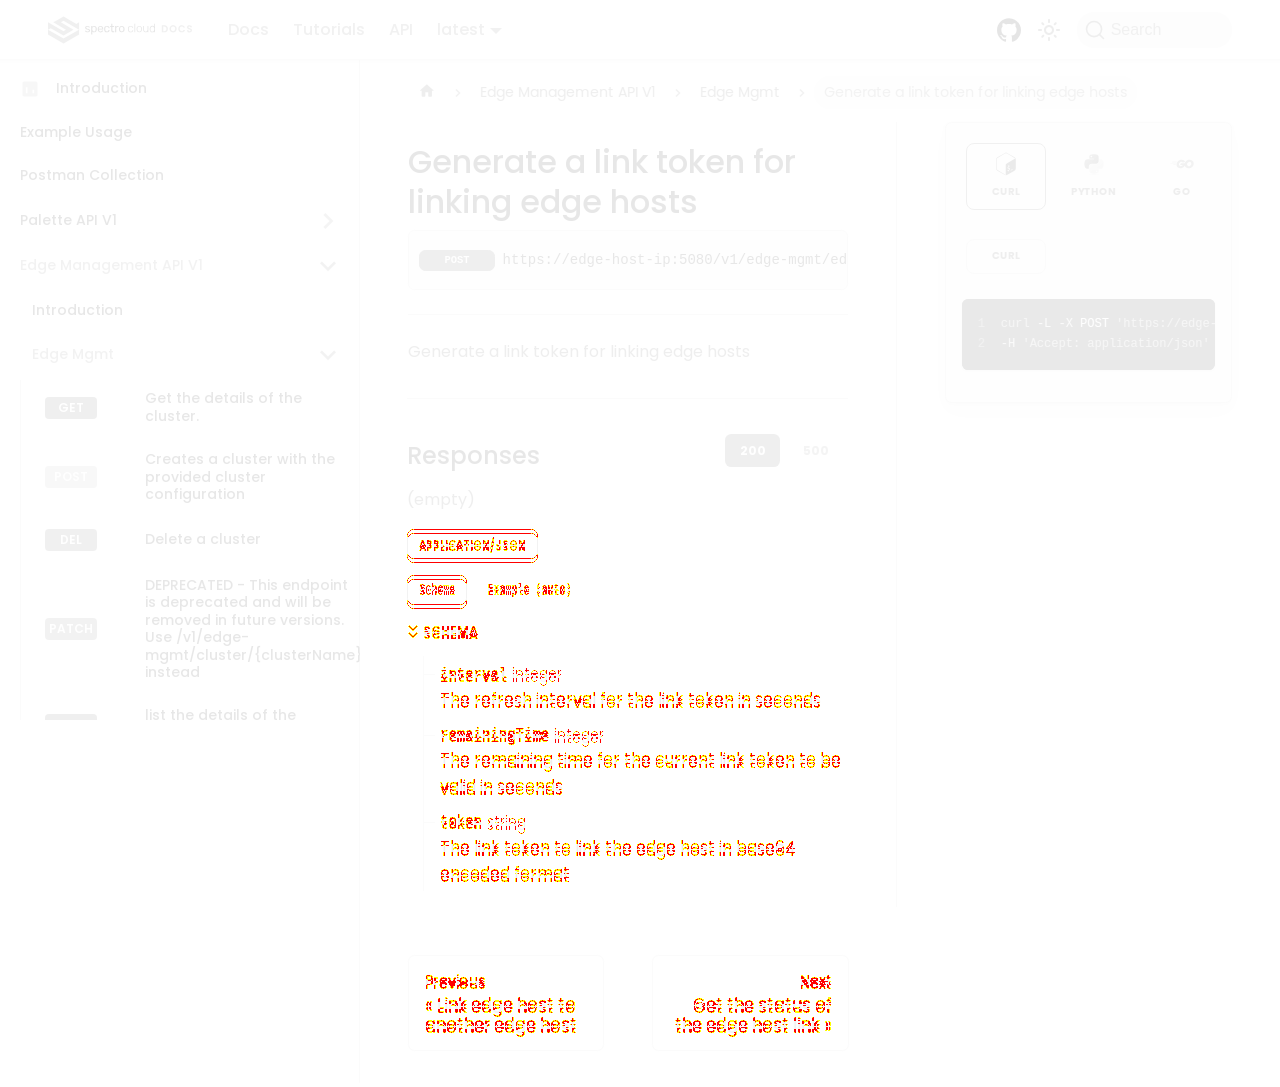 spectro cloud DOCS
Docs
Tutorials
API
latest
Search
Introduction
Example Usage
Postman Collection
Palette API V1
Edge Management API V1
Introduction
Edge Mgmt
GET
Get the details of the
cluster.
POST
Creates a cluster with the
provided cluster
configuration
DEL
Delete a cluster
PATCH
DEPRECATED - This endpoint
is deprecated and will be
removed in future versions.
Use /v1/edge-
mgmt/cluster/{clusterName}
instead
list the details of the
Edge Management API V1
Edge Mgmt
Generate a link token for linking edge hosts
Generate a link token for
linking edge hosts
POST
https://edge-host-ip:5080/v1/edge-mgmt/ed
Generate a link token for linking edge hosts
Responses
200
500
(empty)
APPLICATION/JSON
Schema
Example (auto)
SCHEMA
interval integer
The refresh interval for the link token in seconds
remainingTime integer
The remaining time for the current link token to be
valid in seconds
token string
The link token to link the edge host in base64
encoded format
Previous
« Link edge host to
another edge host
Next
Get the status of
the edge host link »
CURL
PYTHON
GO
GO
CURL
1 curl -L -X POST 'https://edge-
2 -H 'Accept: application/json'